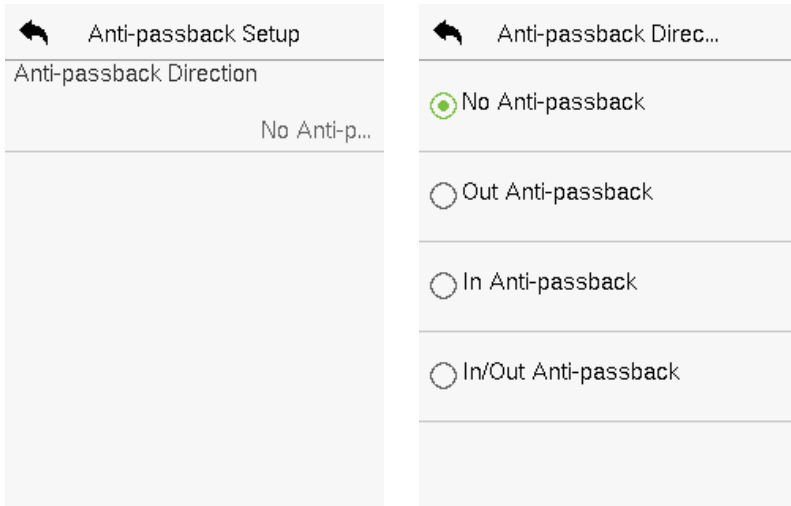 Anti-passback Setup
Anti-passback Direction
No Anti-p...
Anti-passback Direc...
No Anti-passback
Out Anti-passback
In Anti-passback
In/Out Anti-passback